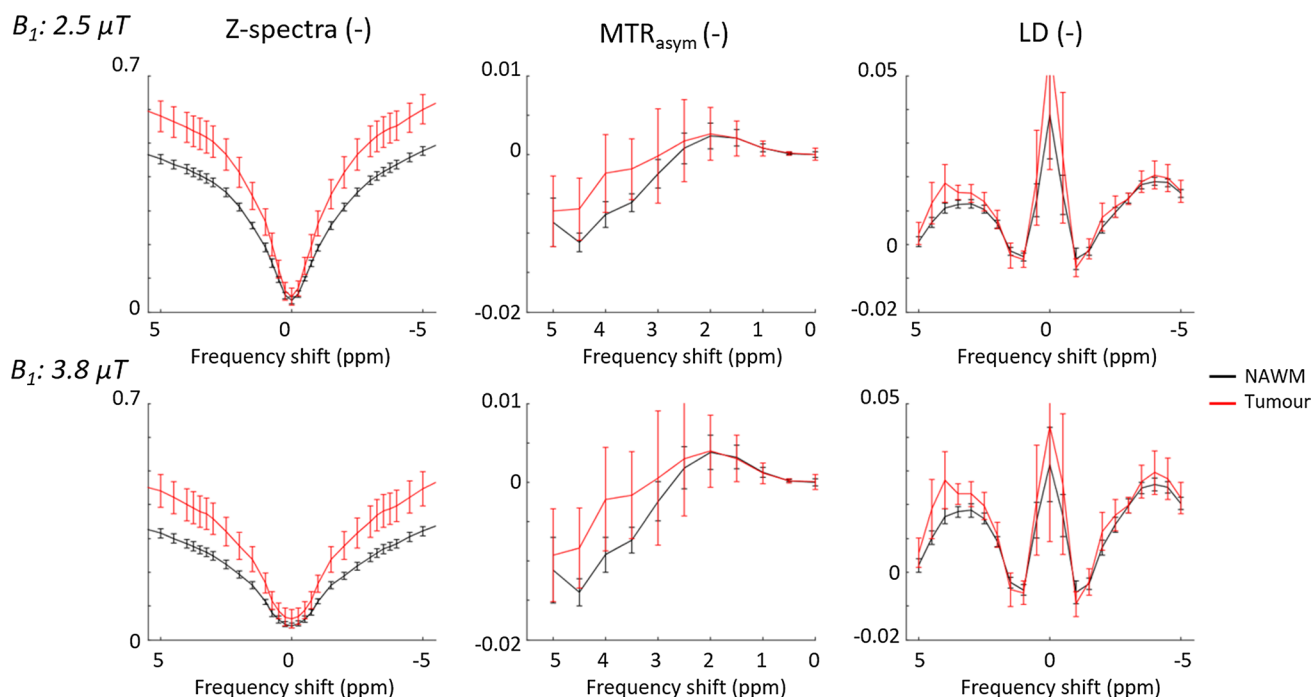 B₁: 2.5 µT
Z-spectra (-)
MTRasym (-)
LD (-)
0.7
0
5 0 -5
Frequency shift (ppm)
0.01
0
-0.02
5 4 3 2 1 0
Frequency shift (ppm)
0.05
0
-0.02
5 0 -5
Frequency shift (ppm)
B₁: 3.8 µT
0.7
0
5 0 -5
Frequency shift (ppm)
0.01
0
-0.02
5 4 3 2 1 0
Frequency shift (ppm)
0.05
0
-0.02
5 0 -5
Frequency shift (ppm)
NAWM
Tumour